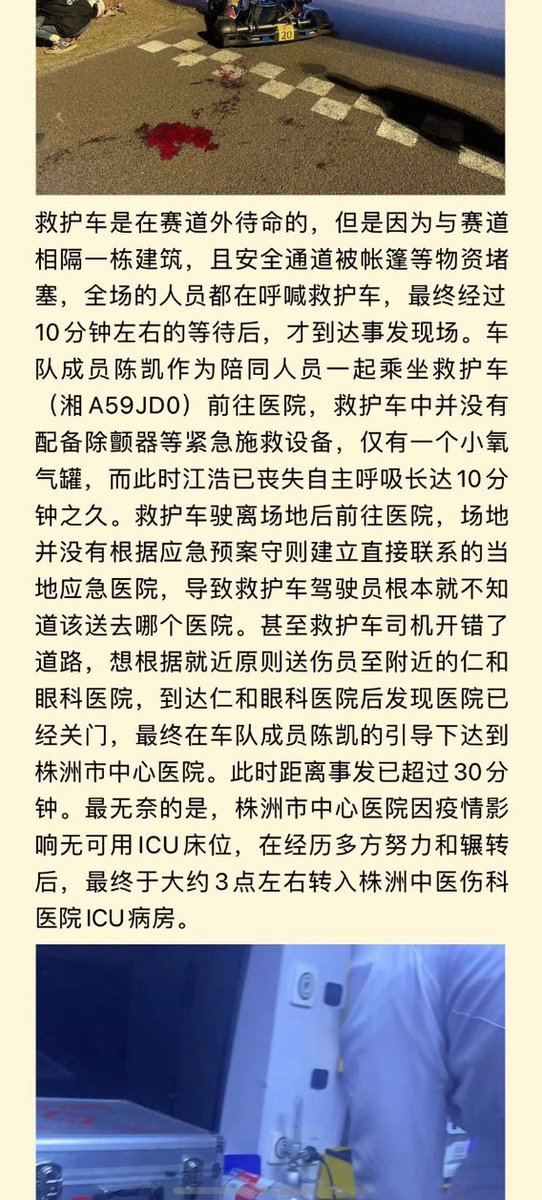 20
救护车是在赛道外待命的，但是因为与赛道
相隔一栋建筑，且安全通道被帐篷等物资堵
塞，全场的人员都在呼喊救护车，最终经过
10分钟左右的等待后，才到达事发现场。车
队成员陈凯作为陪同人员一起乘坐救护车
（湘A59JD0）前往医院，救护车中并没有
配备除颤器等紧急施救设备，仅有一个小氧
气罐，而此时江浩已丧失自主呼吸长达10分
钟之久。救护车驶离场地后前往医院，场地
并没有根据应急预案守则建立直接联系的当
地应急医院，导致救护车驾驶员根本就不知
道该送去哪个医院。甚至救护车司机开错了
道路，想根据就近原则送伤员至附近的仁和
眼科医院，到达仁和眼科医院后发现医院已
经关门，最终在车队成员陈凯的引导下达到
株洲市中心医院。此时距离事发已超过30分
钟。最无奈的是，株洲市中心医院因疫情影
响无可用ICU床位，在经历多方努力和辗转
后，最终于大约3点左右转入株洲中医伤科
医院ICU病房。